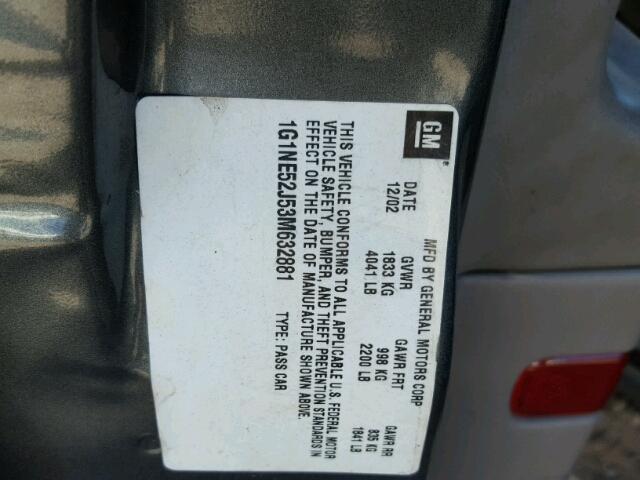 GM
MFD BY GENERAL MOTORS CORP
DATE GVWR GAWR FRT GAWR RR
12/02 1833 KG 998 KG 835 KG
4041 LB 2200 LB 1841 LB
THIS VEHICLE CONFORMS TO ALL APPLICABLE U.S. FEDERAL MOTOR
VEHICLE SAFETY, BUMPER, AND THEFT PREVENTION STANDARDS IN
EFFECT ON THE DATE OF MANUFACTURE SHOWN ABOVE.
1G1NE52J53M632881 TYPE: PASS CAR